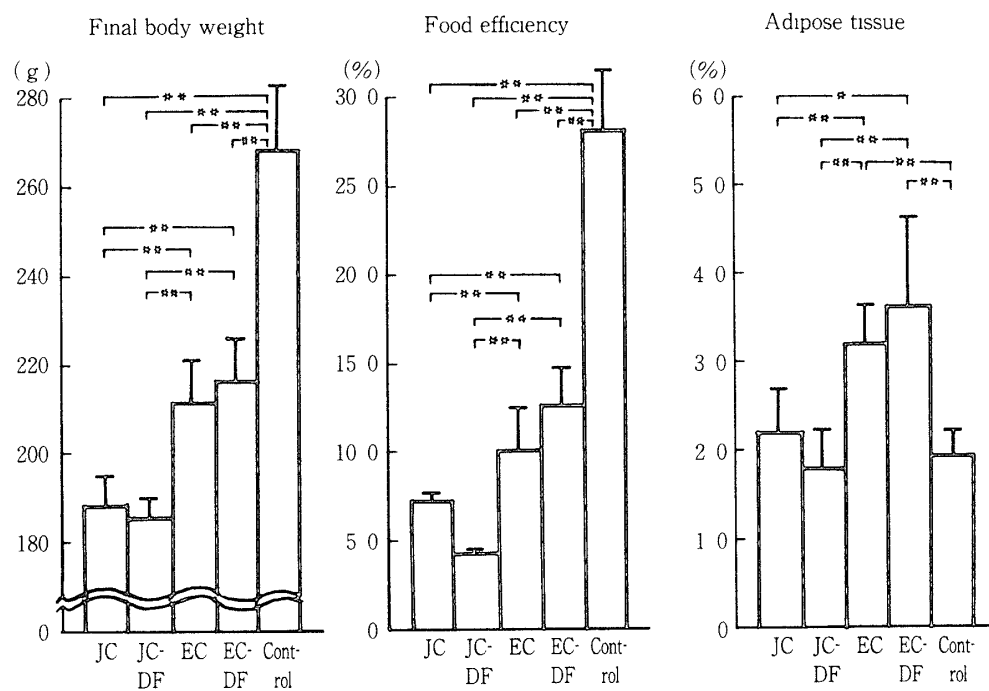 Final body weight
(g)
280
260
240
220
200
180
0
**
**
**
**
**
**
**
**
JC
JC-
DF
EC
EC-
DF
Cont-
rol
Food efficiency
(%)
30 0
25 0
20 0
15 0
10 0
5 0
0
**
**
**
**
**
**
**
**
JC
JC-
DF
EC
EC-
DF
Cont-
rol
Adipose tissue
(%)
6 0
5 0
4 0
3 0
2 0
1 0
0
*
**
**
**
**
**
JC
JC-
DF
EC
EC-
DF
Cont-
rol